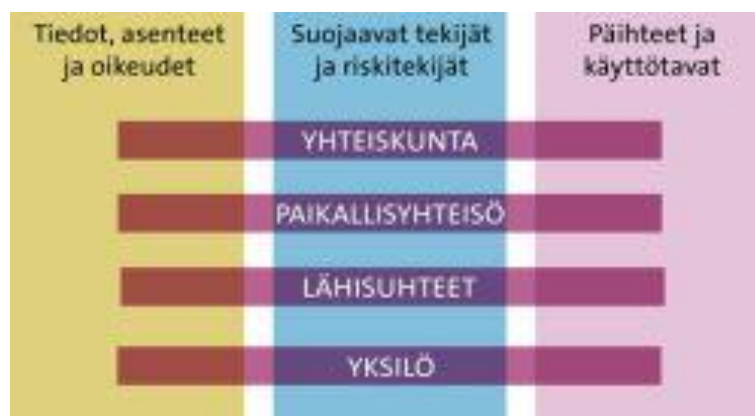 Tiedot, asenteet
ja oikeudet
Suojaavat tekijät
ja riskitekijät
Päihteet ja
käyttötavat
YHTEISKUNTA
PAIKALLISYHTEISÖ
LÄHISUHTEET
YKSILÖ